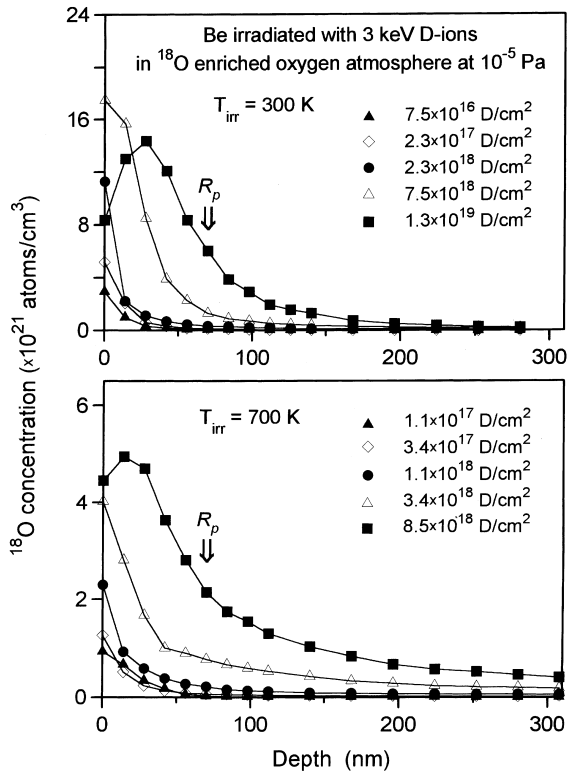 Be irradiated with 3 keV D-ions
in ¹⁸O enriched oxygen atmosphere at 10⁻⁵ Pa
T_irr = 300 K
7.5×10¹⁶ D/cm²
2.3×10¹⁷ D/cm²
2.3×10¹⁸ D/cm²
7.5×10¹⁸ D/cm²
1.3×10¹⁹ D/cm²
R_p
24
16
8
0
0 100 200 300
¹⁸O concentration (×10²¹ atoms/cm³)
T_irr = 700 K
1.1×10¹⁷ D/cm²
3.4×10¹⁷ D/cm²
1.1×10¹⁸ D/cm²
3.4×10¹⁸ D/cm²
8.5×10⁻¹⁸ D/cm²
R_p
6
4
2
0
0 100 200 300
Depth (nm)